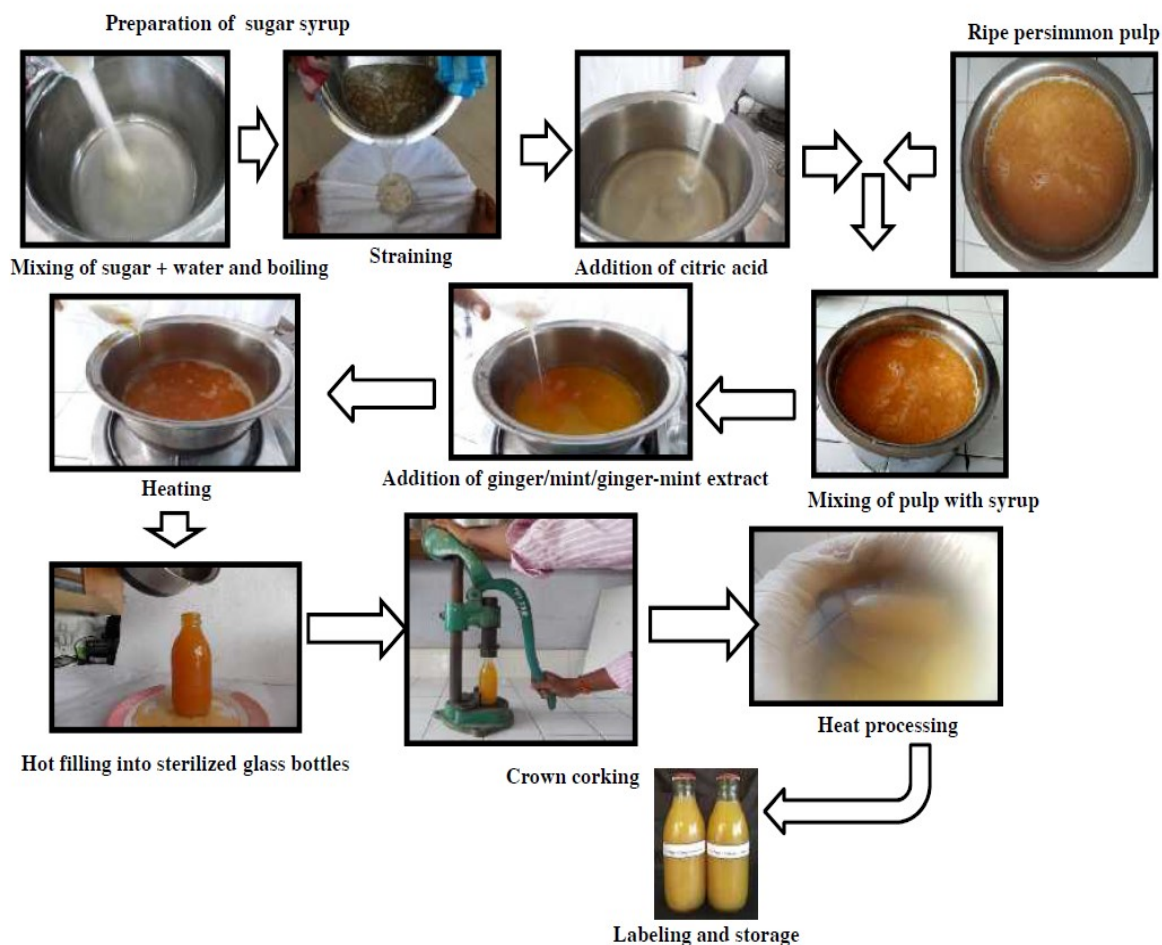 Preparation of sugar syrup
Ripe persimmon pulp
Mixing of sugar + water and boiling
Straining
Addition of citric acid
Heating
Addition of ginger/mint/ginger-mint extract
Mixing of pulp with syrup
Hot filling into sterilized glass bottles
Crown corking
Heat processing
Labeling and storage